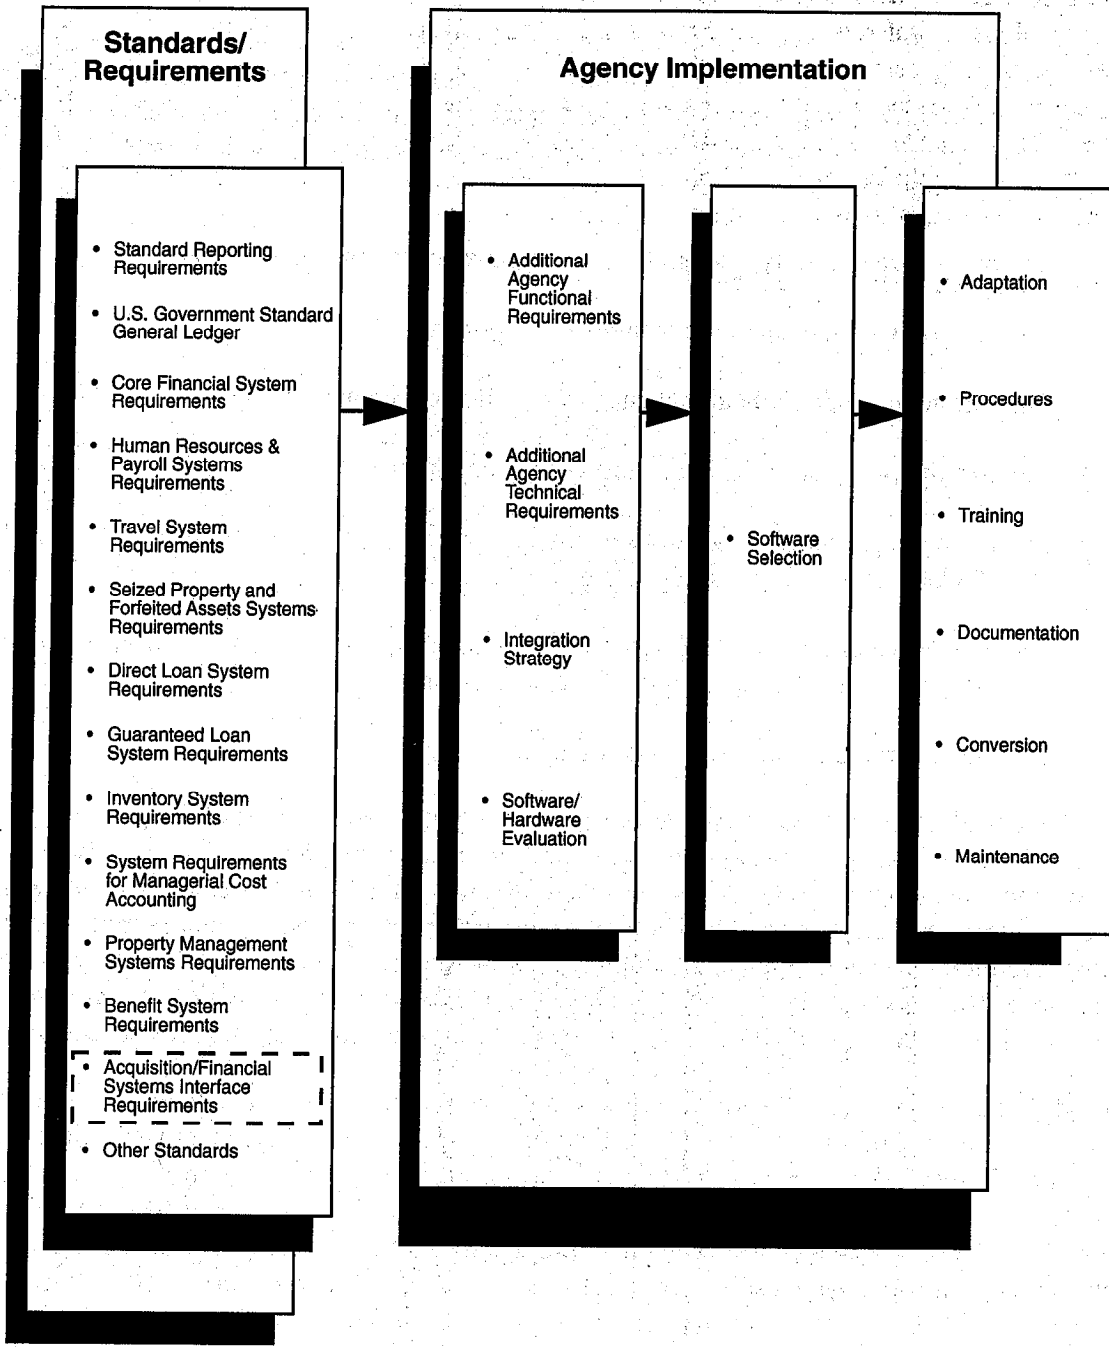 Standards/
Requirements
• Standard Reporting
Requirements
• U.S. Government Standard
General Ledger
• Core Financial System
Requirements
• Human Resources &
Payroll Systems
Requirements
• Travel System
Requirements
• Seized Property and
Forfeited Assets Systems
Requirements
• Direct Loan System
Requirements
• Guaranteed Loan
System Requirements
• Inventory System
Requirements
• System Requirements
for Managerial Cost
Accounting
• Property Management
Systems Requirements
• Benefit System
Requirements
• Acquisition/Financial
Systems Interface
Requirements
• Other Standards
Agency Implementation
• Additional
Agency
Functional
Requirements
• Additional
Agency
Technical
Requirements
• Integration
Strategy
• Software/
Hardware
Evaluation
• Software
Selection
• Adaptation
• Procedures
• Training
• Documentation
• Conversion
• Maintenance